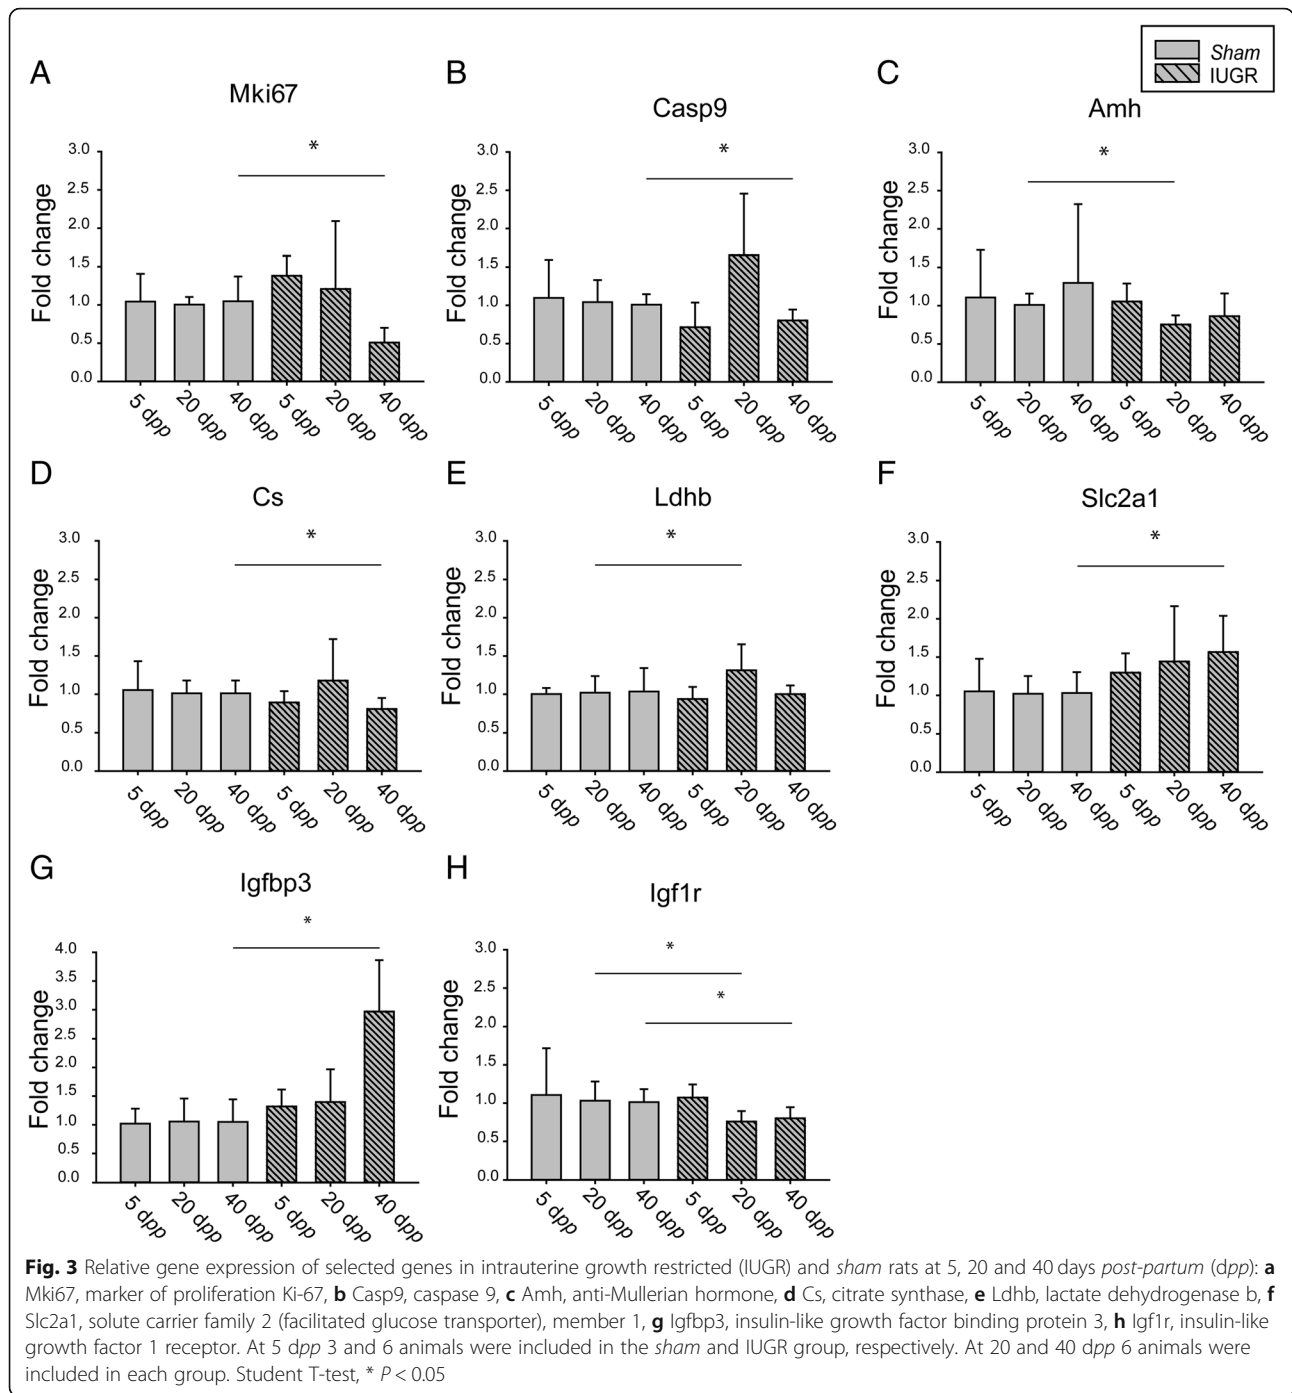 Sham
IUGR
A
Mki67
*
Fold change
3.0
2.5
2.0
1.5
1.0
0.5
0.0
5 dpp
20 dpp
40 dpp
5 dpp
20 dpp
40 dpp
B
Casp9
*
Fold change
3.0
2.5
2.0
1.5
1.0
0.5
0.0
5 dpp
20 dpp
40 dpp
5 dpp
20 dpp
40 dpp
C
Amh
*
Fold change
3.0
2.5
2.0
1.5
1.0
0.5
0.0
5 dpp
20 dpp
40 dpp
5 dpp
20 dpp
40 dpp
D
Cs
*
Fold change
3.0
2.5
2.0
1.5
1.0
0.5
0.0
5 dpp
20 dpp
40 dpp
5 dpp
20 dpp
40 dpp
E
Ldhb
*
Fold change
3.0
2.5
2.0
1.5
1.0
0.5
0.0
5 dpp
20 dpp
40 dpp
5 dpp
20 dpp
40 dpp
F
Slc2a1
*
Fold change
3.0
2.5
2.0
1.5
1.0
0.5
0.0
5 dpp
20 dpp
40 dpp
5 dpp
20 dpp
40 dpp
G
Igfbp3
*
Fold change
4.0
3.5
3.0
2.0
1.5
1.0
0.5
0.0
5 dpp
20 dpp
40 dpp
5 dpp
20 dpp
40 dpp
H
Igf1r
*
*
Fold change
3.0
2.5
2.0
1.5
1.0
0.5
0.0
5 dpp
20 dpp
40 dpp
5 dpp
20 dpp
40 dpp
Fig. 3 Relative gene expression of selected genes in intrauterine growth restricted (IUGR) and sham rats at 5, 20 and 40 days post-partum (dpp): a
Mki67, marker of proliferation Ki-67, b Casp9, caspase 9, c Amh, anti-Mullerian hormone, d Cs, citrate synthase, e Ldhb, lactate dehydrogenase b, f
Slc2a1, solute carrier family 2 (facilitated glucose transporter), member 1, g Igfbp3, insulin-like growth factor binding protein 3, h Igf1r, insulin-like
growth factor 1 receptor. At 5 dpp 3 and 6 animals were included in the sham and IUGR group, respectively. At 20 and 40 dpp 6 animals were
included in each group. Student T-test, * P < 0.05